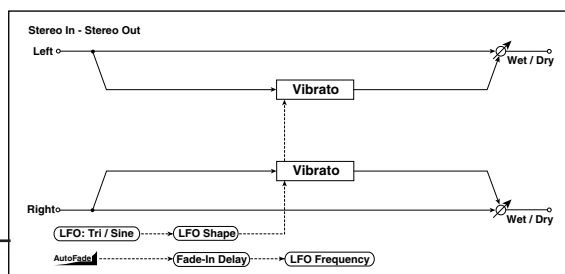 Stereo In - Stereo Out
Left
Wet / Dry
Vibrato
Vibrato
Right
Wet / Dry
LFO: Tri / Sine
LFO Shape
AutoFade
Fade-In Delay
LFO Frequency